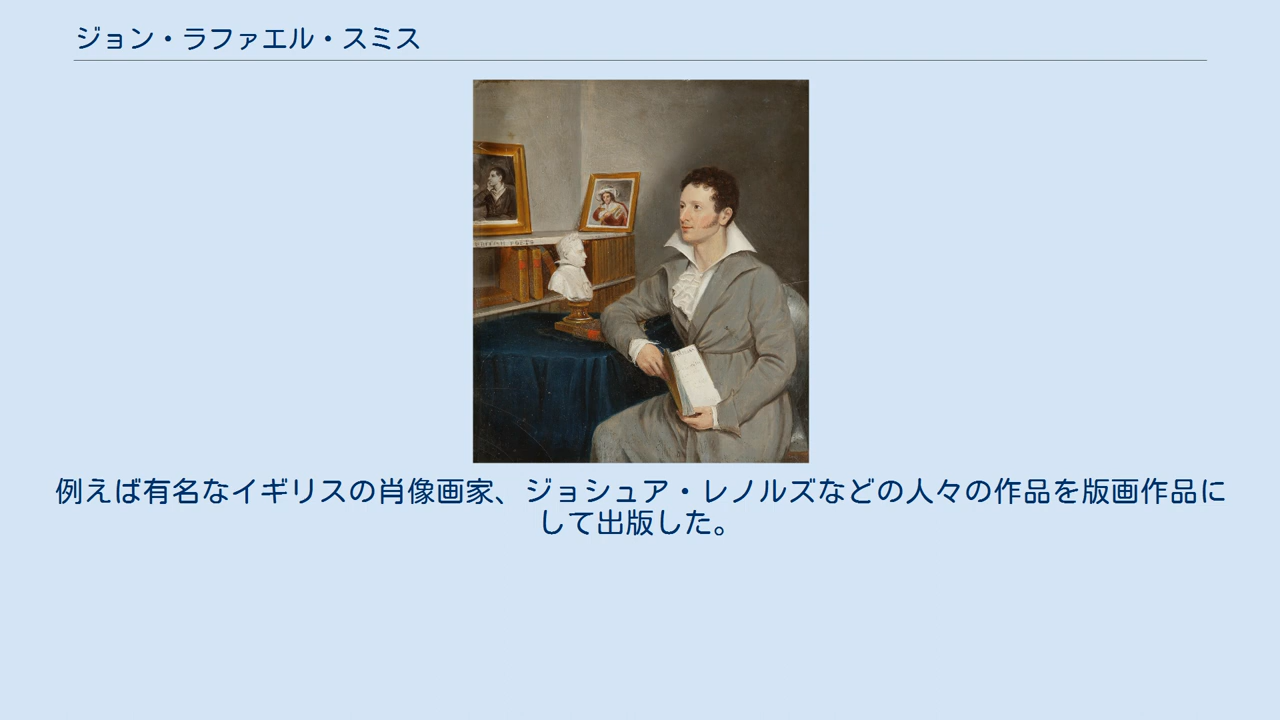 ジョン・ラファエル・スミス
例えば有名なイギリスの肖像画家、ジョシュア・レノルズなどの人々の作品を版画作品に
して出版した。